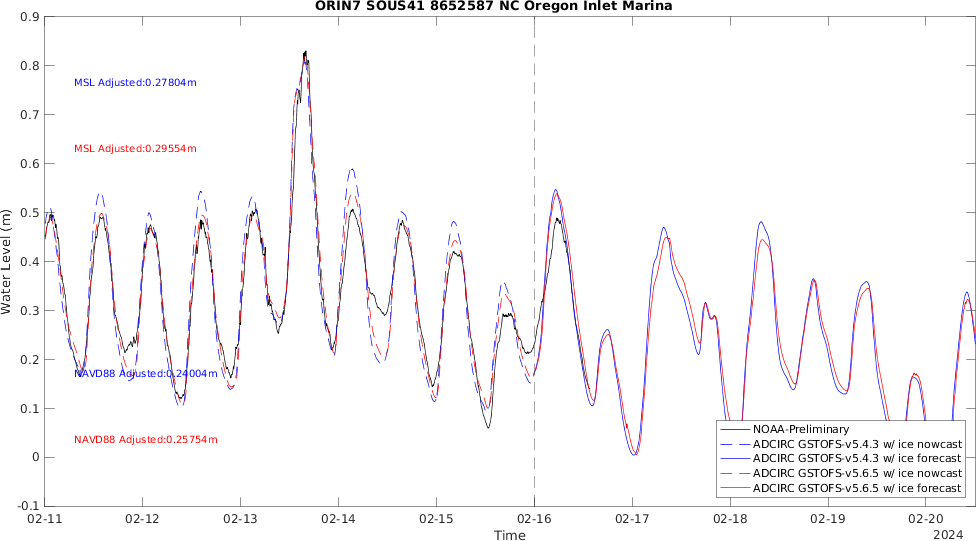 ORIN7 SOUS41 8652587 NC Oregon Inlet Marina
0.9
0.8
0.7
0.6
0.5
0.4
0.3
0.2
0.1
0
-0.1
Water Level (m)
MSL Adjusted:0.27804m
MSL Adjusted:0.29554m
NAVD88 Adjusted:0.24004m
NAVD88 Adjusted:0.25754m
NOAA-Preliminary
ADCIRC GSTOFS-v5.4.3 w/ ice nowcast
ADCIRC GSTOFS-v5.4.3 w/ ice forecast
ADCIRC GSTOFS-v5.6.5 w/ ice nowcast
ADCIRC GSTOFS-v5.6.5 w/ ice forecast
02-11 02-12 02-13 02-14 02-15 02-16 02-17 02-18 02-19 02-20
Time
2024